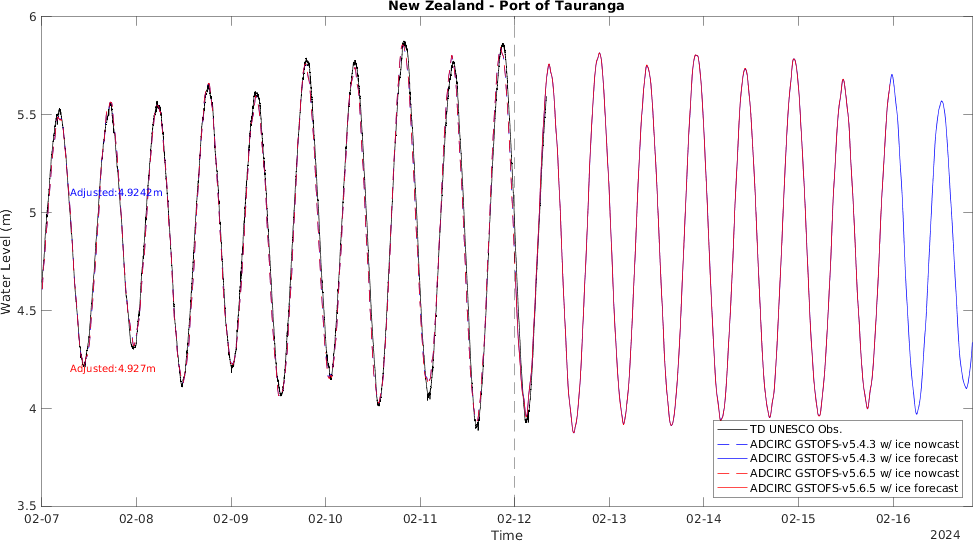 New Zealand - Port of Tauranga
6
5.5
5
4.5
4
3.5
Water Level (m)
Adjusted:4.9242m
Adjusted:4.927m
TD UNESCO Obs.
ADCIRC GSTOFS-v5.4.3 w/ ice nowcast
ADCIRC GSTOFS-v5.4.3 w/ ice forecast
ADCIRC GSTOFS-v5.6.5 w/ ice nowcast
ADCIRC GSTOFS-v5.6.5 w/ ice forecast
02-07 02-08 02-09 02-10 02-11 02-12 02-13 02-14 02-15 02-16
Time
2024